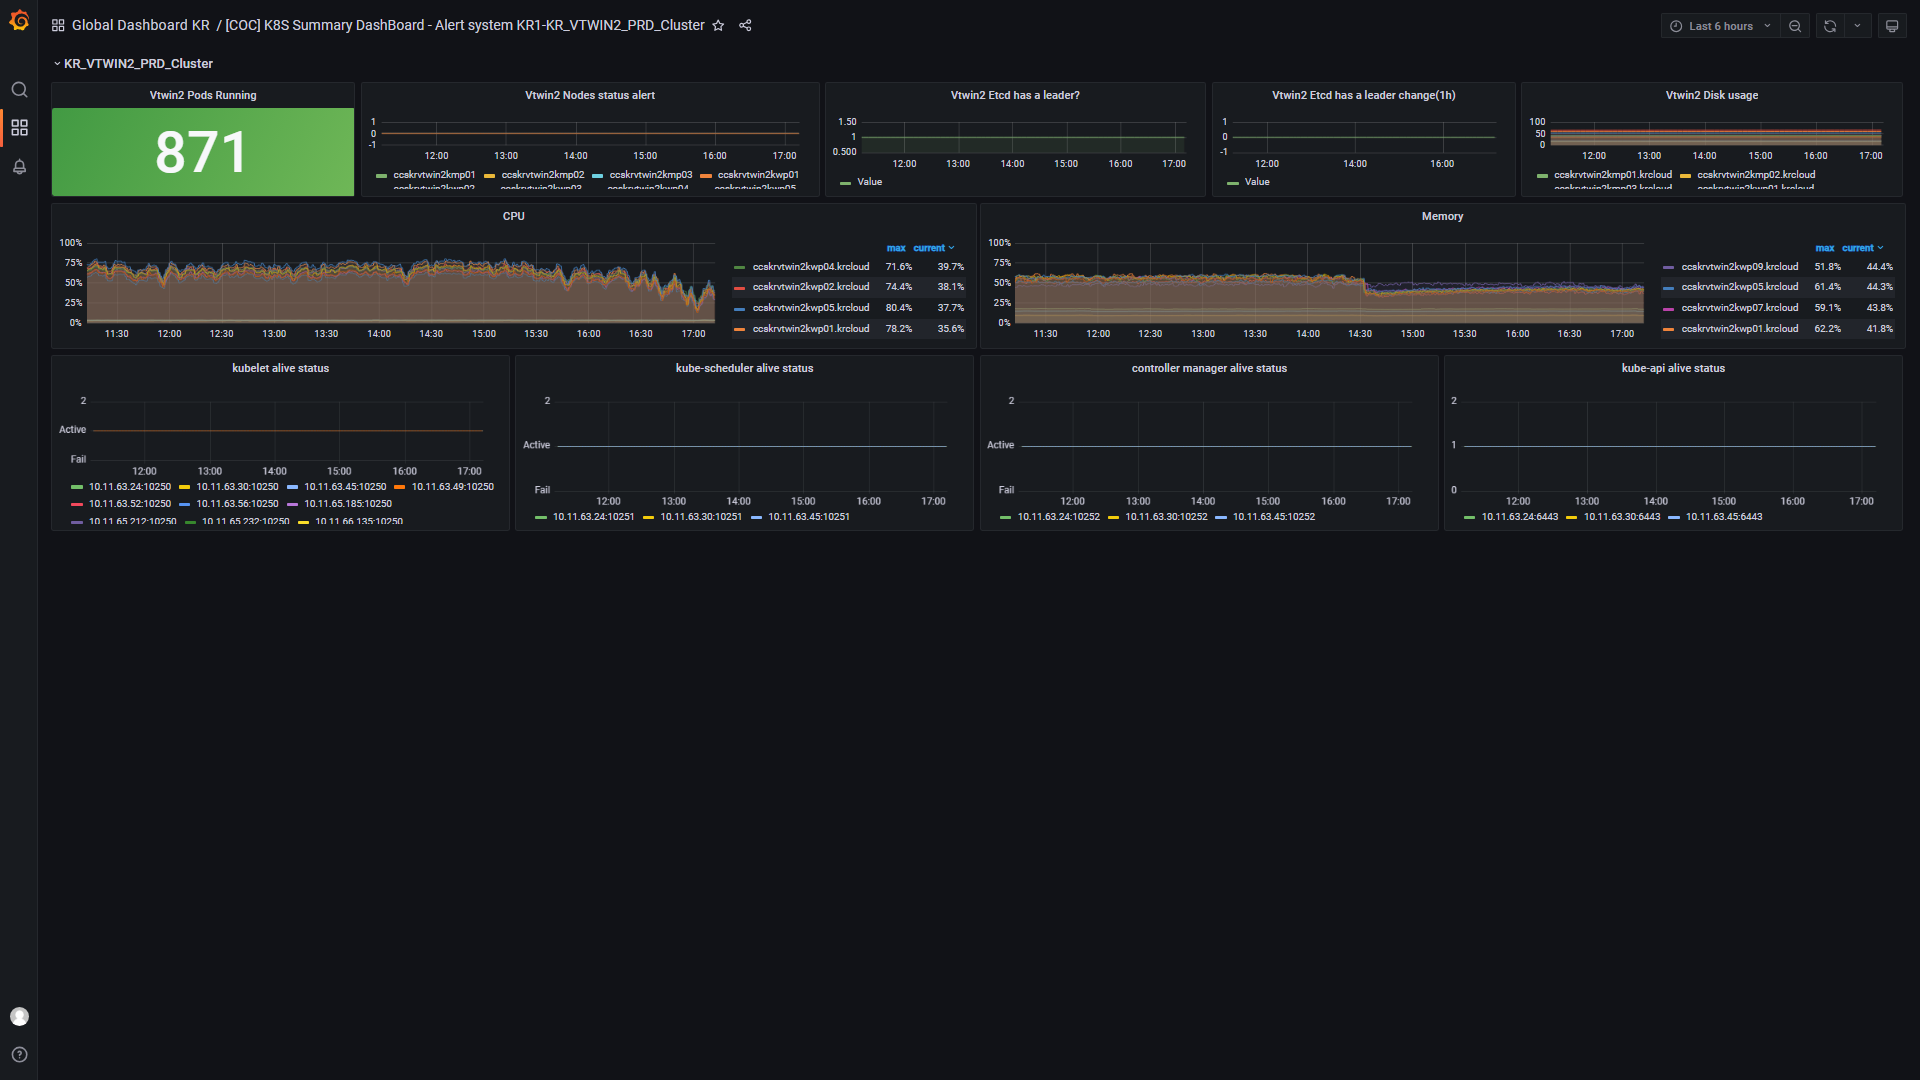 Global Dashboard KR / [COC] K8S Summary DashBoard - Alert system KR1-KR_VTWIN2_PRD_Cluster
Last 6 hours
KR_VTWIN2_PRD_Cluster
Vtwin2 Pods Running
871
Vtwin2 Nodes status alert
1
0
-1
12:00 13:00 14:00 15:00 16:00 17:00
ccskrvtwin2kmp01 ccskrvtwin2kmp02 ccskrvtwin2kmp03 ccskrvtwin2kwp01
ccskrvtwin2kwp02 ccskrvtwin2kwp03 ccskrvtwin2kwp04 ccskrvtwin2kwp05
Vtwin2 Etcd has a leader?
1.50
1
0.500
12:00 13:00 14:00 15:00 16:00 17:00
Value
Vtwin2 Etcd has a leader change(1h)
1
0
-1
12:00 14:00 16:00
Value
Vtwin2 Disk usage
100
50
0
12:00 13:00 14:00 15:00 16:00 17:00
ccskrvtwin2kmp01.krcloud ccskrvtwin2kmp02.krcloud
ccskrvtwin2kmp03.krcloud ccskrvtwin2kwp01.krcloud
CPU
100%
75%
50%
25%
0%
11:30 12:00 12:30 13:00 13:30 14:00 14:30 15:00 15:30 16:00 16:30 17:00
max current
ccskrvtwin2kwp04.krcloud 71.6% 39.7%
ccskrvtwin2kwp02.krcloud 74.4% 38.1%
ccskrvtwin2kwp05.krcloud 80.4% 37.7%
ccskrvtwin2kwp01.krcloud 78.2% 35.6%
Memory
100%
75%
50%
25%
0%
11:30 12:00 12:30 13:00 13:30 14:00 14:30 15:00 15:30 16:00 16:30 17:00
max current
ccskrvtwin2kwp09.krcloud 51.8% 44.4%
ccskrvtwin2kwp05.krcloud 61.4% 44.3%
ccskrvtwin2kwp07.krcloud 59.1% 43.8%
ccskrvtwin2kwp01.krcloud 62.2% 41.8%
kubelet alive status
2
Active
Fail
12:00 13:00 14:00 15:00 16:00 17:00
10.11.63.24:10250 10.11.63.30:10250 10.11.63.45:10250 10.11.63.49:10250
10.11.63.52:10250 10.11.63.56:10250 10.11.65.185:10250
10.11.65.212:10250 10.11.65.232:10250 10.11.66.135:10250
kube-scheduler alive status
2
Active
Fail
12:00 13:00 14:00 15:00 16:00 17:00
10.11.63.24:10251 10.11.63.30:10251 10.11.63.45:10251
controller manager alive status
2
Active
Fail
12:00 13:00 14:00 15:00 16:00 17:00
10.11.63.24:10252 10.11.63.30:10252 10.11.63.45:10252
kube-api alive status
2
1
0
12:00 13:00 14:00 15:00 16:00 17:00
10.11.63.24:6443 10.11.63.30:6443 10.11.63.45:6443